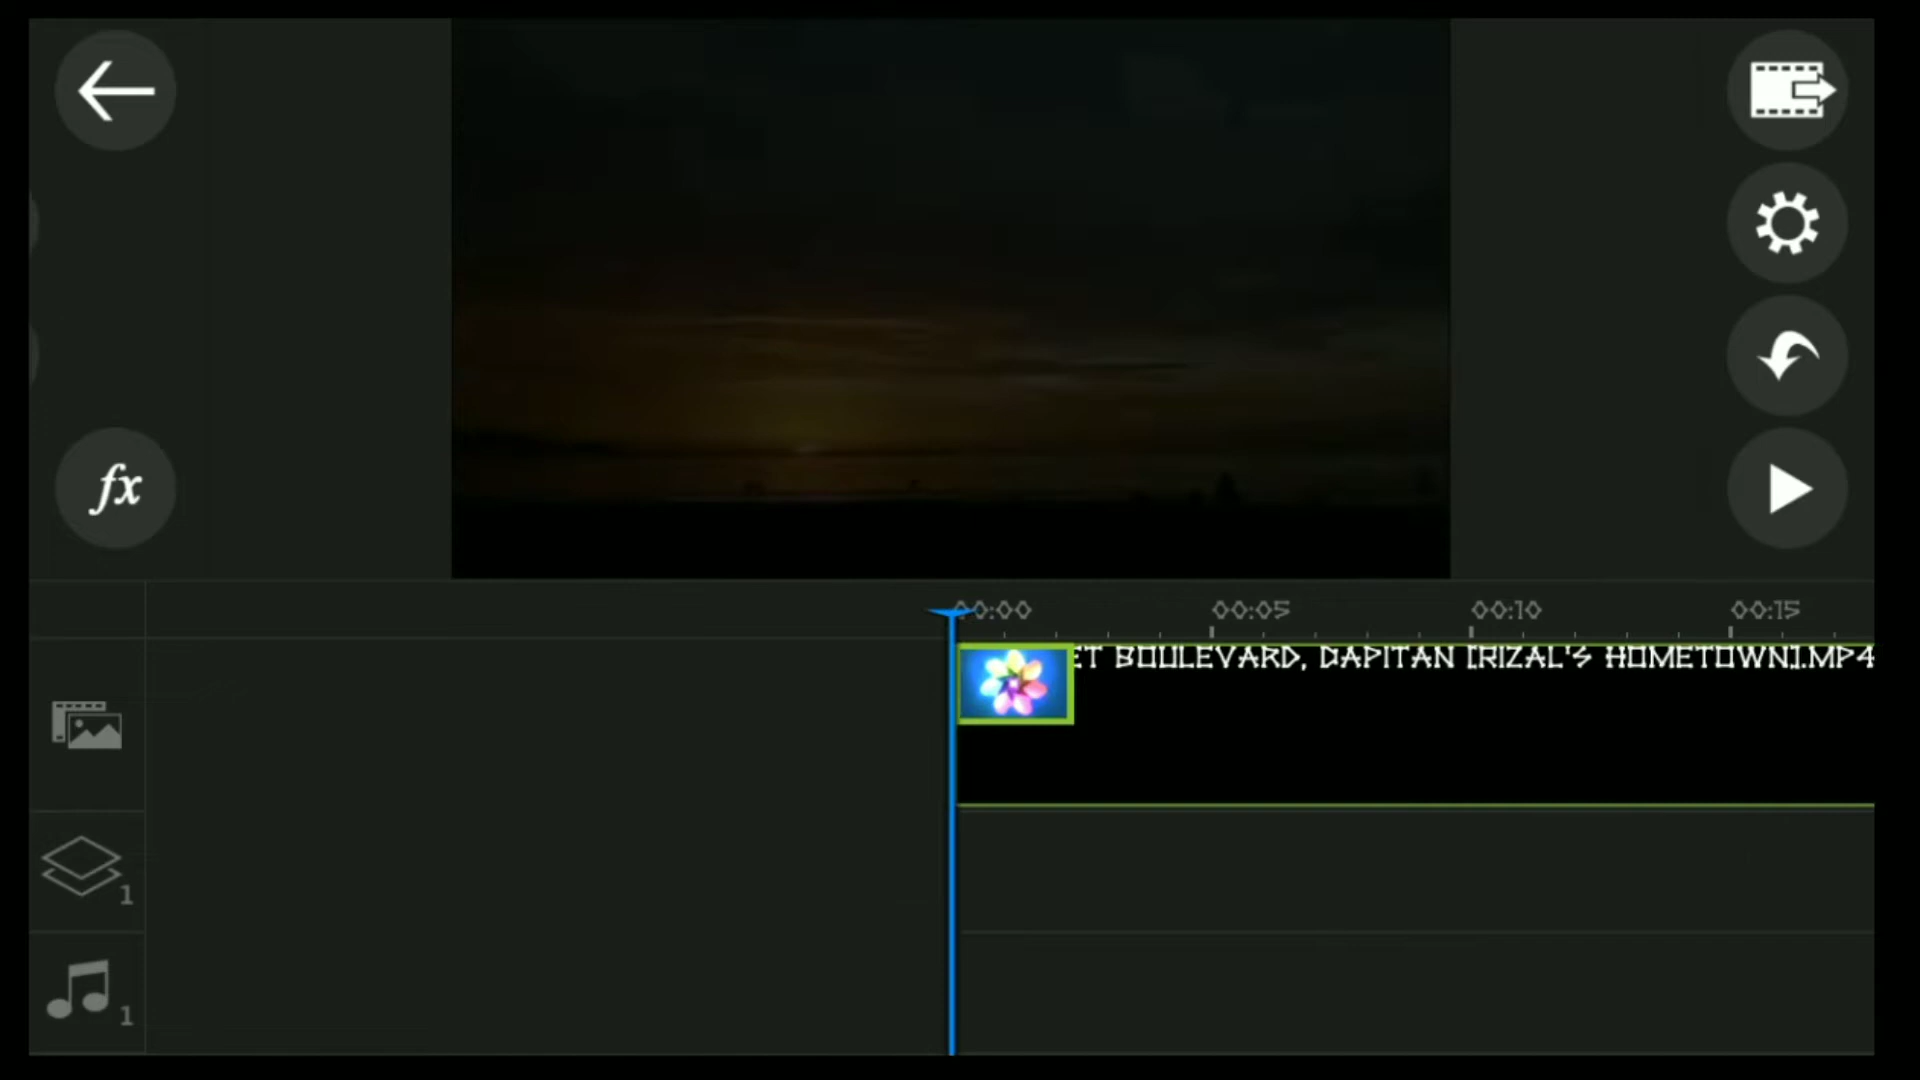 fx
00:00 00:05 00:10 00:15
ET BOULEVARD, DAPITAN [RIZAL'S HOMETOWN].MP4
1
1